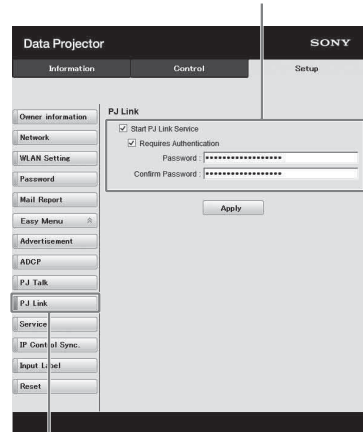 Data Projector
SONY
Information
Control
Setup
Owner information
Network
WLAN Setting
Password
Mail Report
Easy Menu
Advertisement
ADCP
PJ Talk
PJ Link
Service
IP Control Sync.
Input Label
Reset
PJ Link
Start PJ Link Service
Requires Authentication
Password :
Confirm Password :
Apply